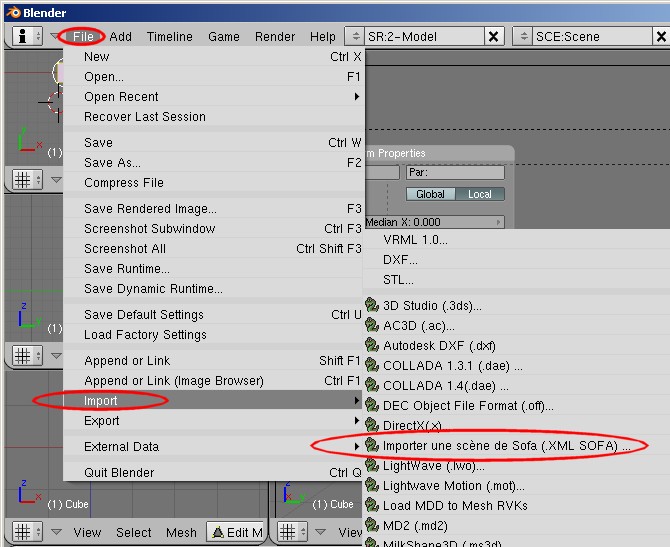 Blender
File Add Timeline Game Render Help SR:2-Model SCE:Scene
New Ctrl X
Open... F1
Open Recent
Recover Last Session
Save Ctrl W
Save As... F2
Compress File
Save Rendered Image... F3
Screenshot Subwindow Ctrl F3
Screenshot All Ctrl Shift F3
Save Runtime...
Save Dynamic Runtime...
Save Default Settings Ctrl U
Load Factory Settings
Append or Link Shift F1
Append or Link (Image Browser) Ctrl F1
Import
Export
External Data
Quit Blender Ctrl Q
m Properties
Par:
Global Local
Median X: 0.000
VRML 1.0...
DXF...
STL...
3D Studio (.3ds)...
AC3D (.ac)...
Autodesk DXF (.dxf)
COLLADA 1.3.1 (.dae) ...
COLLADA 1.4(.dae) ...
DEC Object File Format (.off)...
DirectX(.x)...
Importer une scène de Sofa (.XML SOFA) ...
LightWave (.lwo)...
Lightwave Motion (.mot)...
Load MDD to Mesh RVKs
MD2 (.md2)
MilkShape3D (.ms3d)
z
x
(1)
z
y
(1)
z
x
(1) Cube
(1) Cube
View Select Mesh Edit M
View